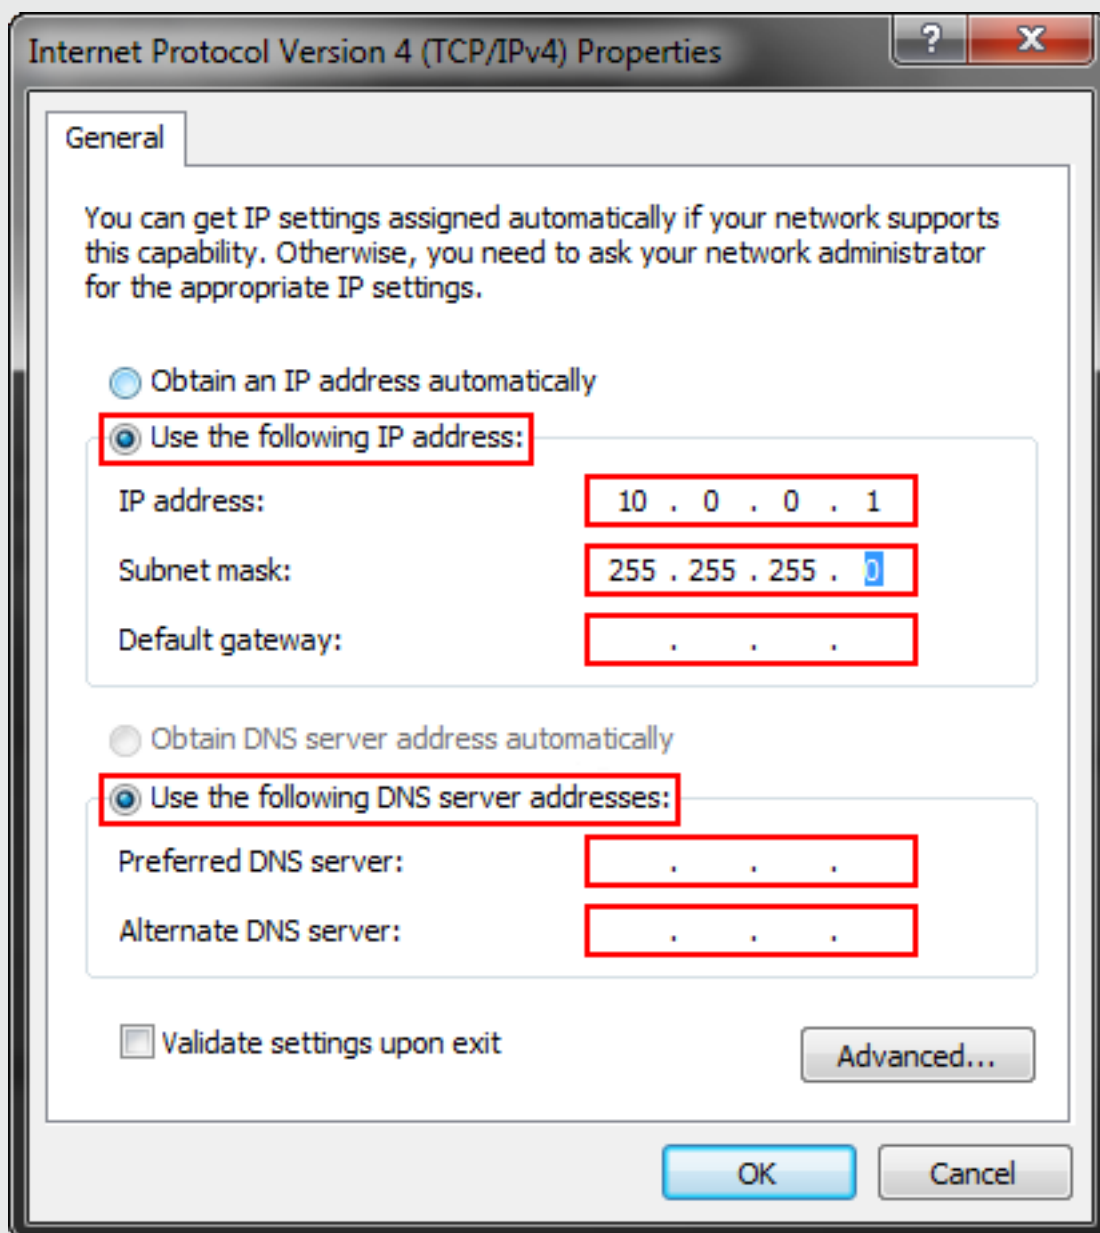 Internet Protocol Version 4 (TCP/IPv4) Properties
?
General
You can get IP settings assigned automatically if your network supports
this capability. Otherwise, you need to ask your network administrator
for the appropriate IP settings.
Obtain an IP address automatically
Use the following IP address:
IP address: 10 . 0 . 0 . 1
Subnet mask: 255 . 255 . 255 . 0
Default gateway: . . .
Obtain DNS server address automatically
Use the following DNS server addresses:
Preferred DNS server: . . .
Alternate DNS server: . . .
Validate settings upon exit
Advanced...
OK Cancel